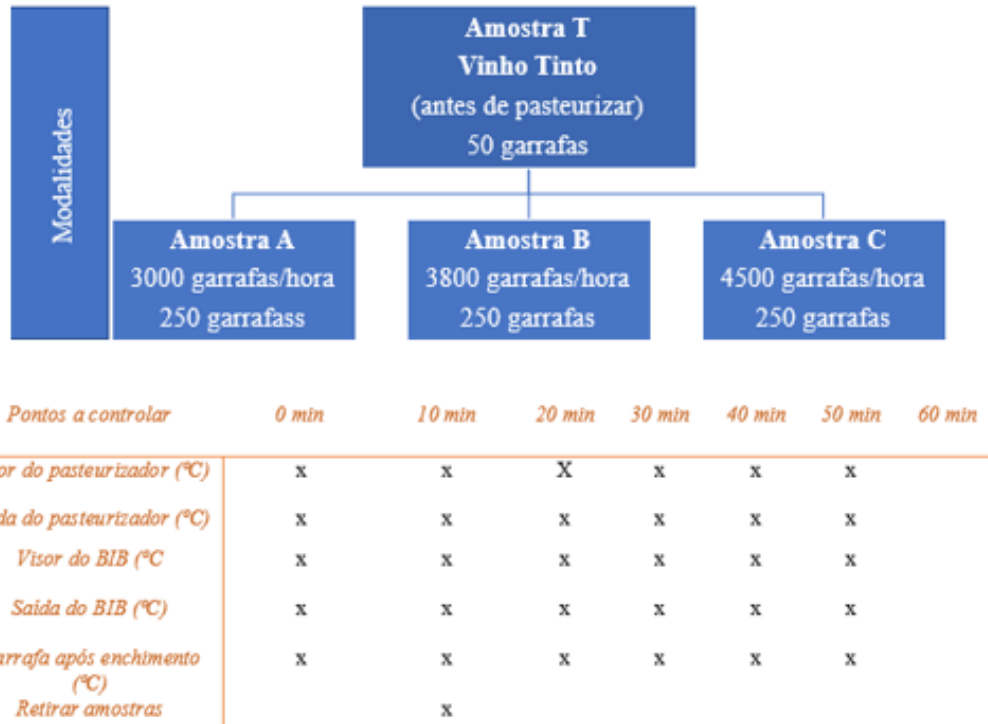 Modalidades
Amostra T
Vinho Tinto
(antes de pasteurizar)
50 garrafas
Amostra A
3000 garrafas/hora
250 garrafass
Amostra B
3800 garrafas/hora
250 garrafas
Amostra C
4500 garrafas/hora
250 garrafas
Pontos a controlar 0 min 10 min 20 min 30 min 40 min 50 min 60 min
or do pasteurizador (ºC) x x X x x x
da do pasteurizador (ºC) x x x x x x
Visor do BIB (ºC x x x x x x
Saída do BIB (ºC) x x x x x x
arrafa após enchimento x x x x x x
(ºC)
Retirar amostras x